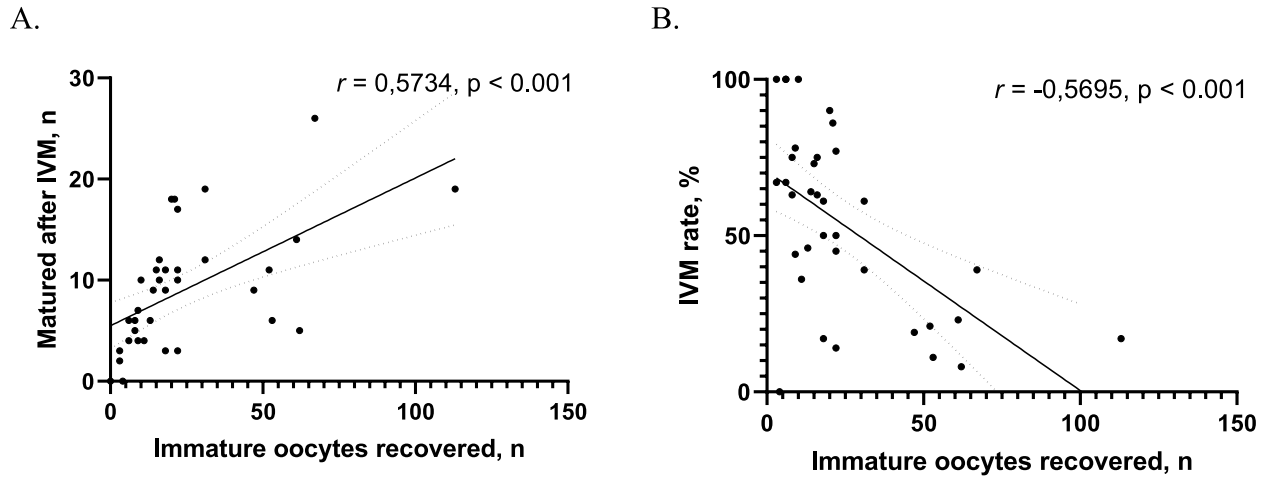 A.
r = 0,5734, p < 0.001
30
20
10
0
Matured after IVM, n
0 50 100 150
Immature oocytes recovered, n
B.
r = -0,5695, p < 0.001
100
50
0
IVM rate, %
0 50 100 150
Immature oocytes recovered, n